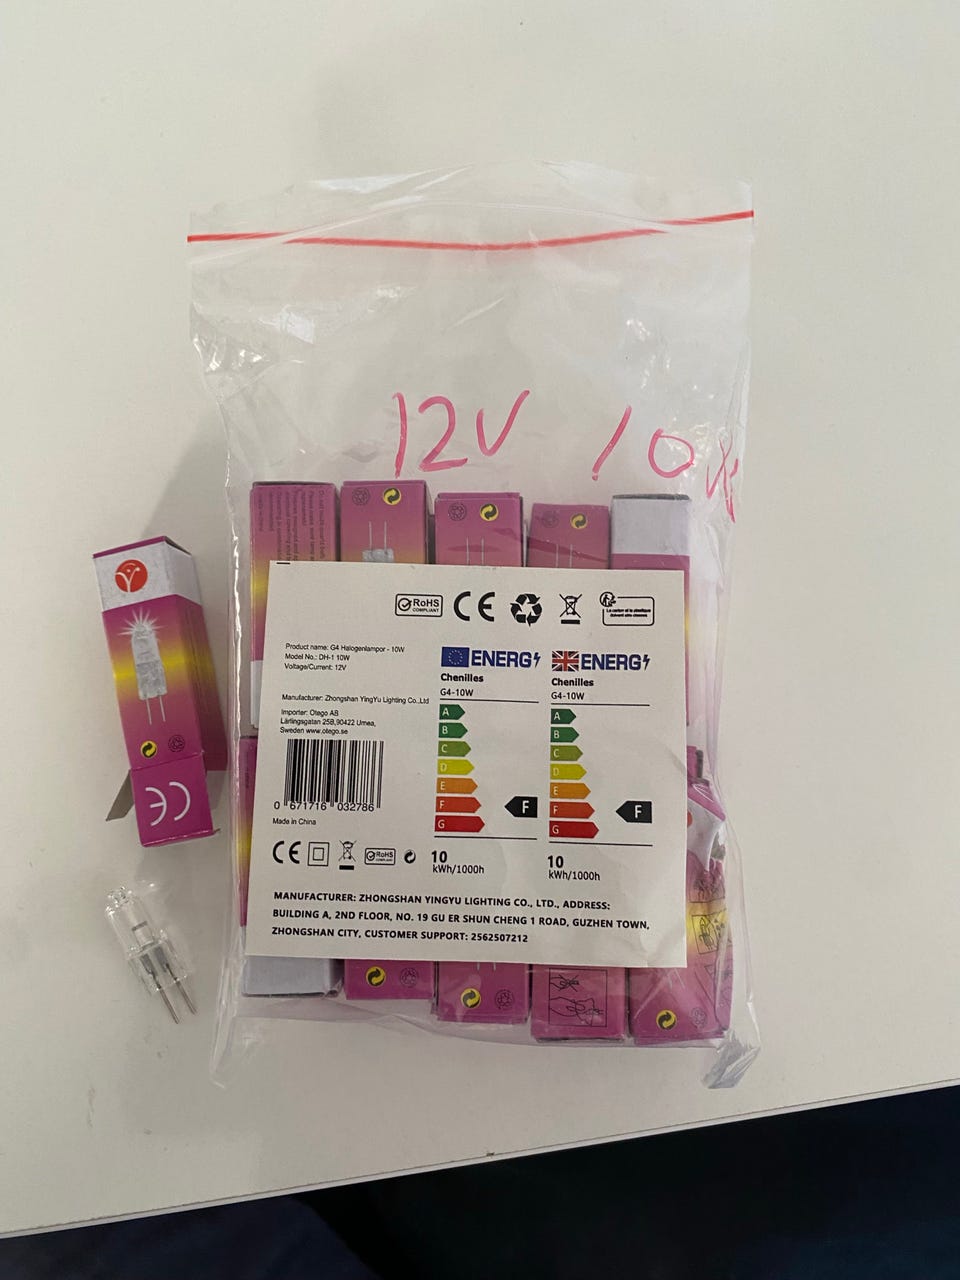 12V 10W
RoHS
COMPLIANT
CE
Product name: G4 Halogenlampor - 10W
Model No.: DH-1 10W
Voltage/Current: 12V
Manufacturer: Zhongshan YingYu Lighting Co.,Ltd
Importer: Otego AB
Lärlingsgatan 25B,90422 Umea,
Sweden www.otego.se
0 671716 032786
Made in China
CE
RoHS
COMPLIANT
ENERG
Chenilles
G4-10W
A
B
C
D
E
F
G
F
10
kWh/1000h
ENERG
Chenilles
G4-10W
A
B
C
D
E
F
G
F
10
kWh/1000h
MANUFACTURER: ZHONGSHAN YINGYU LIGHTING CO., LTD., ADDRESS:
BUILDING A, 2ND FLOOR, NO. 19 GU ER SHUN CHENG 1 ROAD, GUZHEN TOWN,
ZHONGSHAN CITY, CUSTOMER SUPPORT: 2562507212
CE